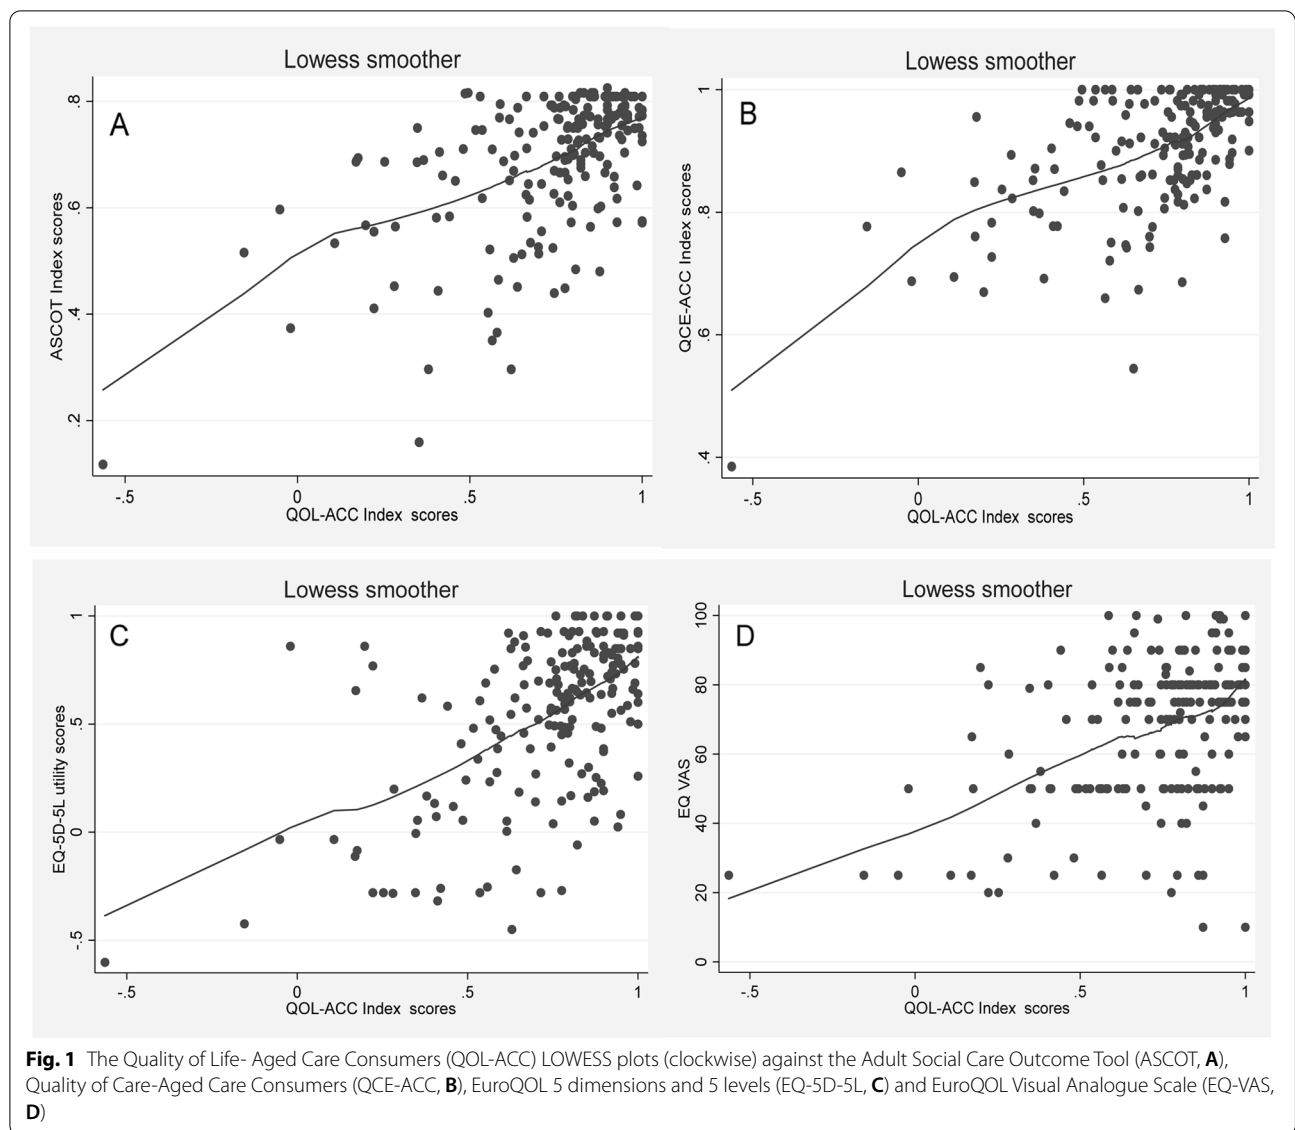 Lowess smoother
A
ASCOT Index scores
.8
.6
.4
.2
-.5 0 .5 1
QOL-ACC Index scores
Lowess smoother
B
QCE-ACC Index scores
1
.8
.6
.4
-.5 0 .5 1
QOL-ACC Index scores
Lowess smoother
C
EQ-5D-5L utility scores
1
.5
0
-.5
-.5 0 .5 1
QOL-ACC Index scores
Lowess smoother
D
EQ VAS
100
80
60
40
20
0
-.5 0 .5 1
QOL-ACC Index scores
Fig. 1 The Quality of Life- Aged Care Consumers (QOL-ACC) LOWESS plots (clockwise) against the Adult Social Care Outcome Tool (ASCOT, A),
Quality of Care-Aged Care Consumers (QCE-ACC, B), EuroQOL 5 dimensions and 5 levels (EQ-5D-5L, C) and EuroQOL Visual Analogue Scale (EQ-VAS,
D)